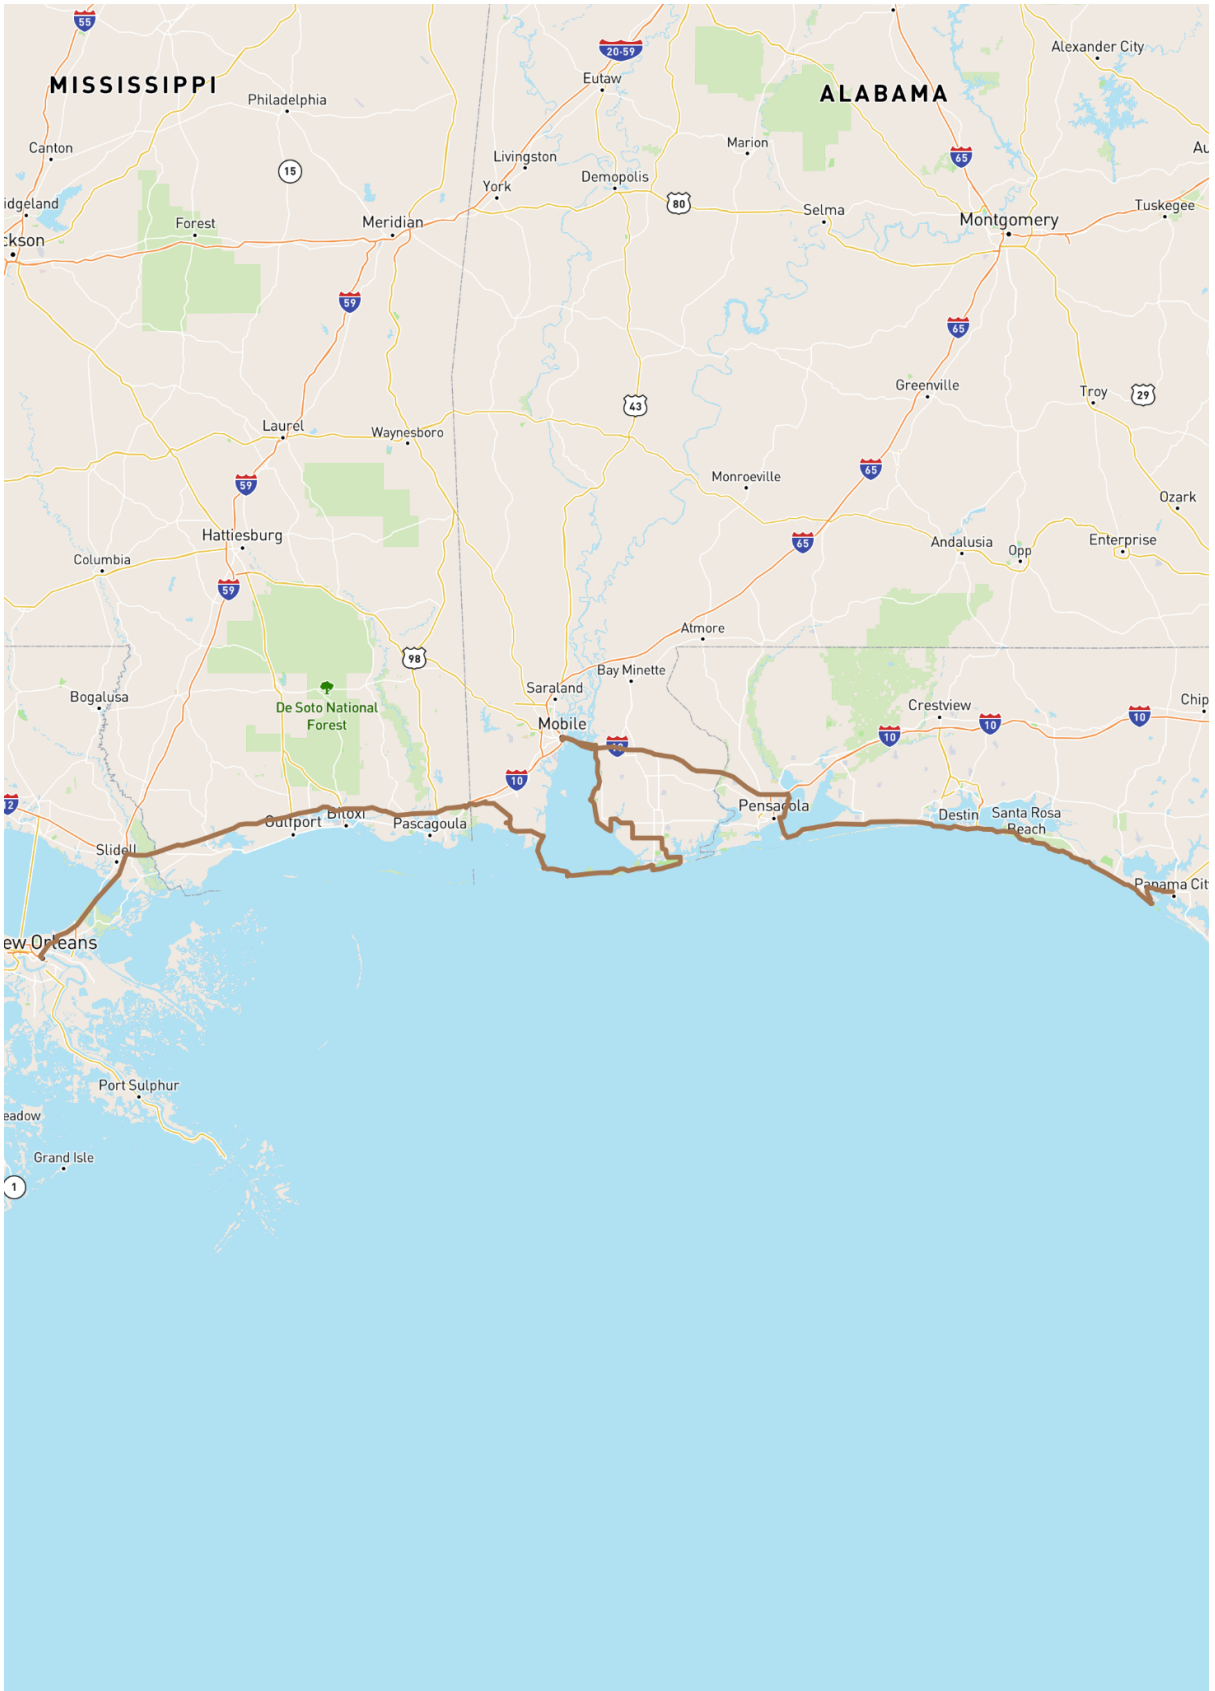 55
20-59
Alexander City
MISSISSIPPI
Eutaw
ALABAMA
Philadelphia
Canton
Marion
Au
65
Livingston
15
Demopolis
York
idgeland
80
Selma
Tuskegee
Forest
Meridian
Montgomery
ckson
59
65
Greenville
Troy
29
43
Laurel
Waynesboro
65
59
Monroeville
Ozark
Hattiesburg
65
Andalusia
Opp
Enterprise
Columbia
59
Atmore
98
Bay Minette
Saraland
Bogalusa
De Soto National
Forest
Crestview
Chip
Mobile
10
10
10
10
12
Pensacola
Gulfport
Biloxi
Pascagoula
Destin
Santa Rosa
Beach
Slidell
Panama Cit
ew Orleans
Port Sulphur
eadow
Grand Isle
1